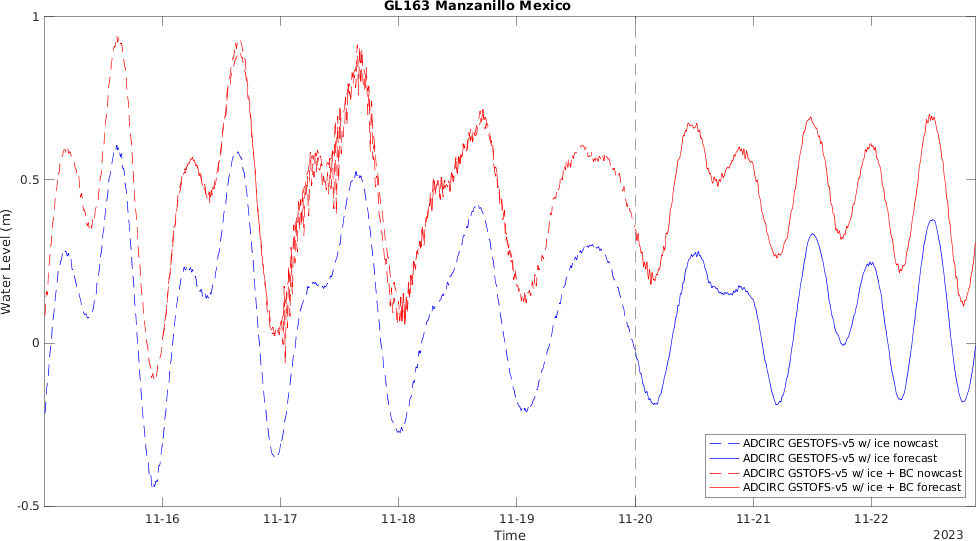 GL163 Manzanillo Mexico
1
0.5
0
-0.5
Water Level (m)
11-16
11-17
11-18
11-19
11-20
11-21
11-22
Time
2023
ADCIRC GESTOFS-v5 w/ ice nowcast
ADCIRC GESTOFS-v5 w/ ice forecast
ADCIRC GSTOFS-v5 w/ ice + BC nowcast
ADCIRC GSTOFS-v5 w/ ice + BC forecast